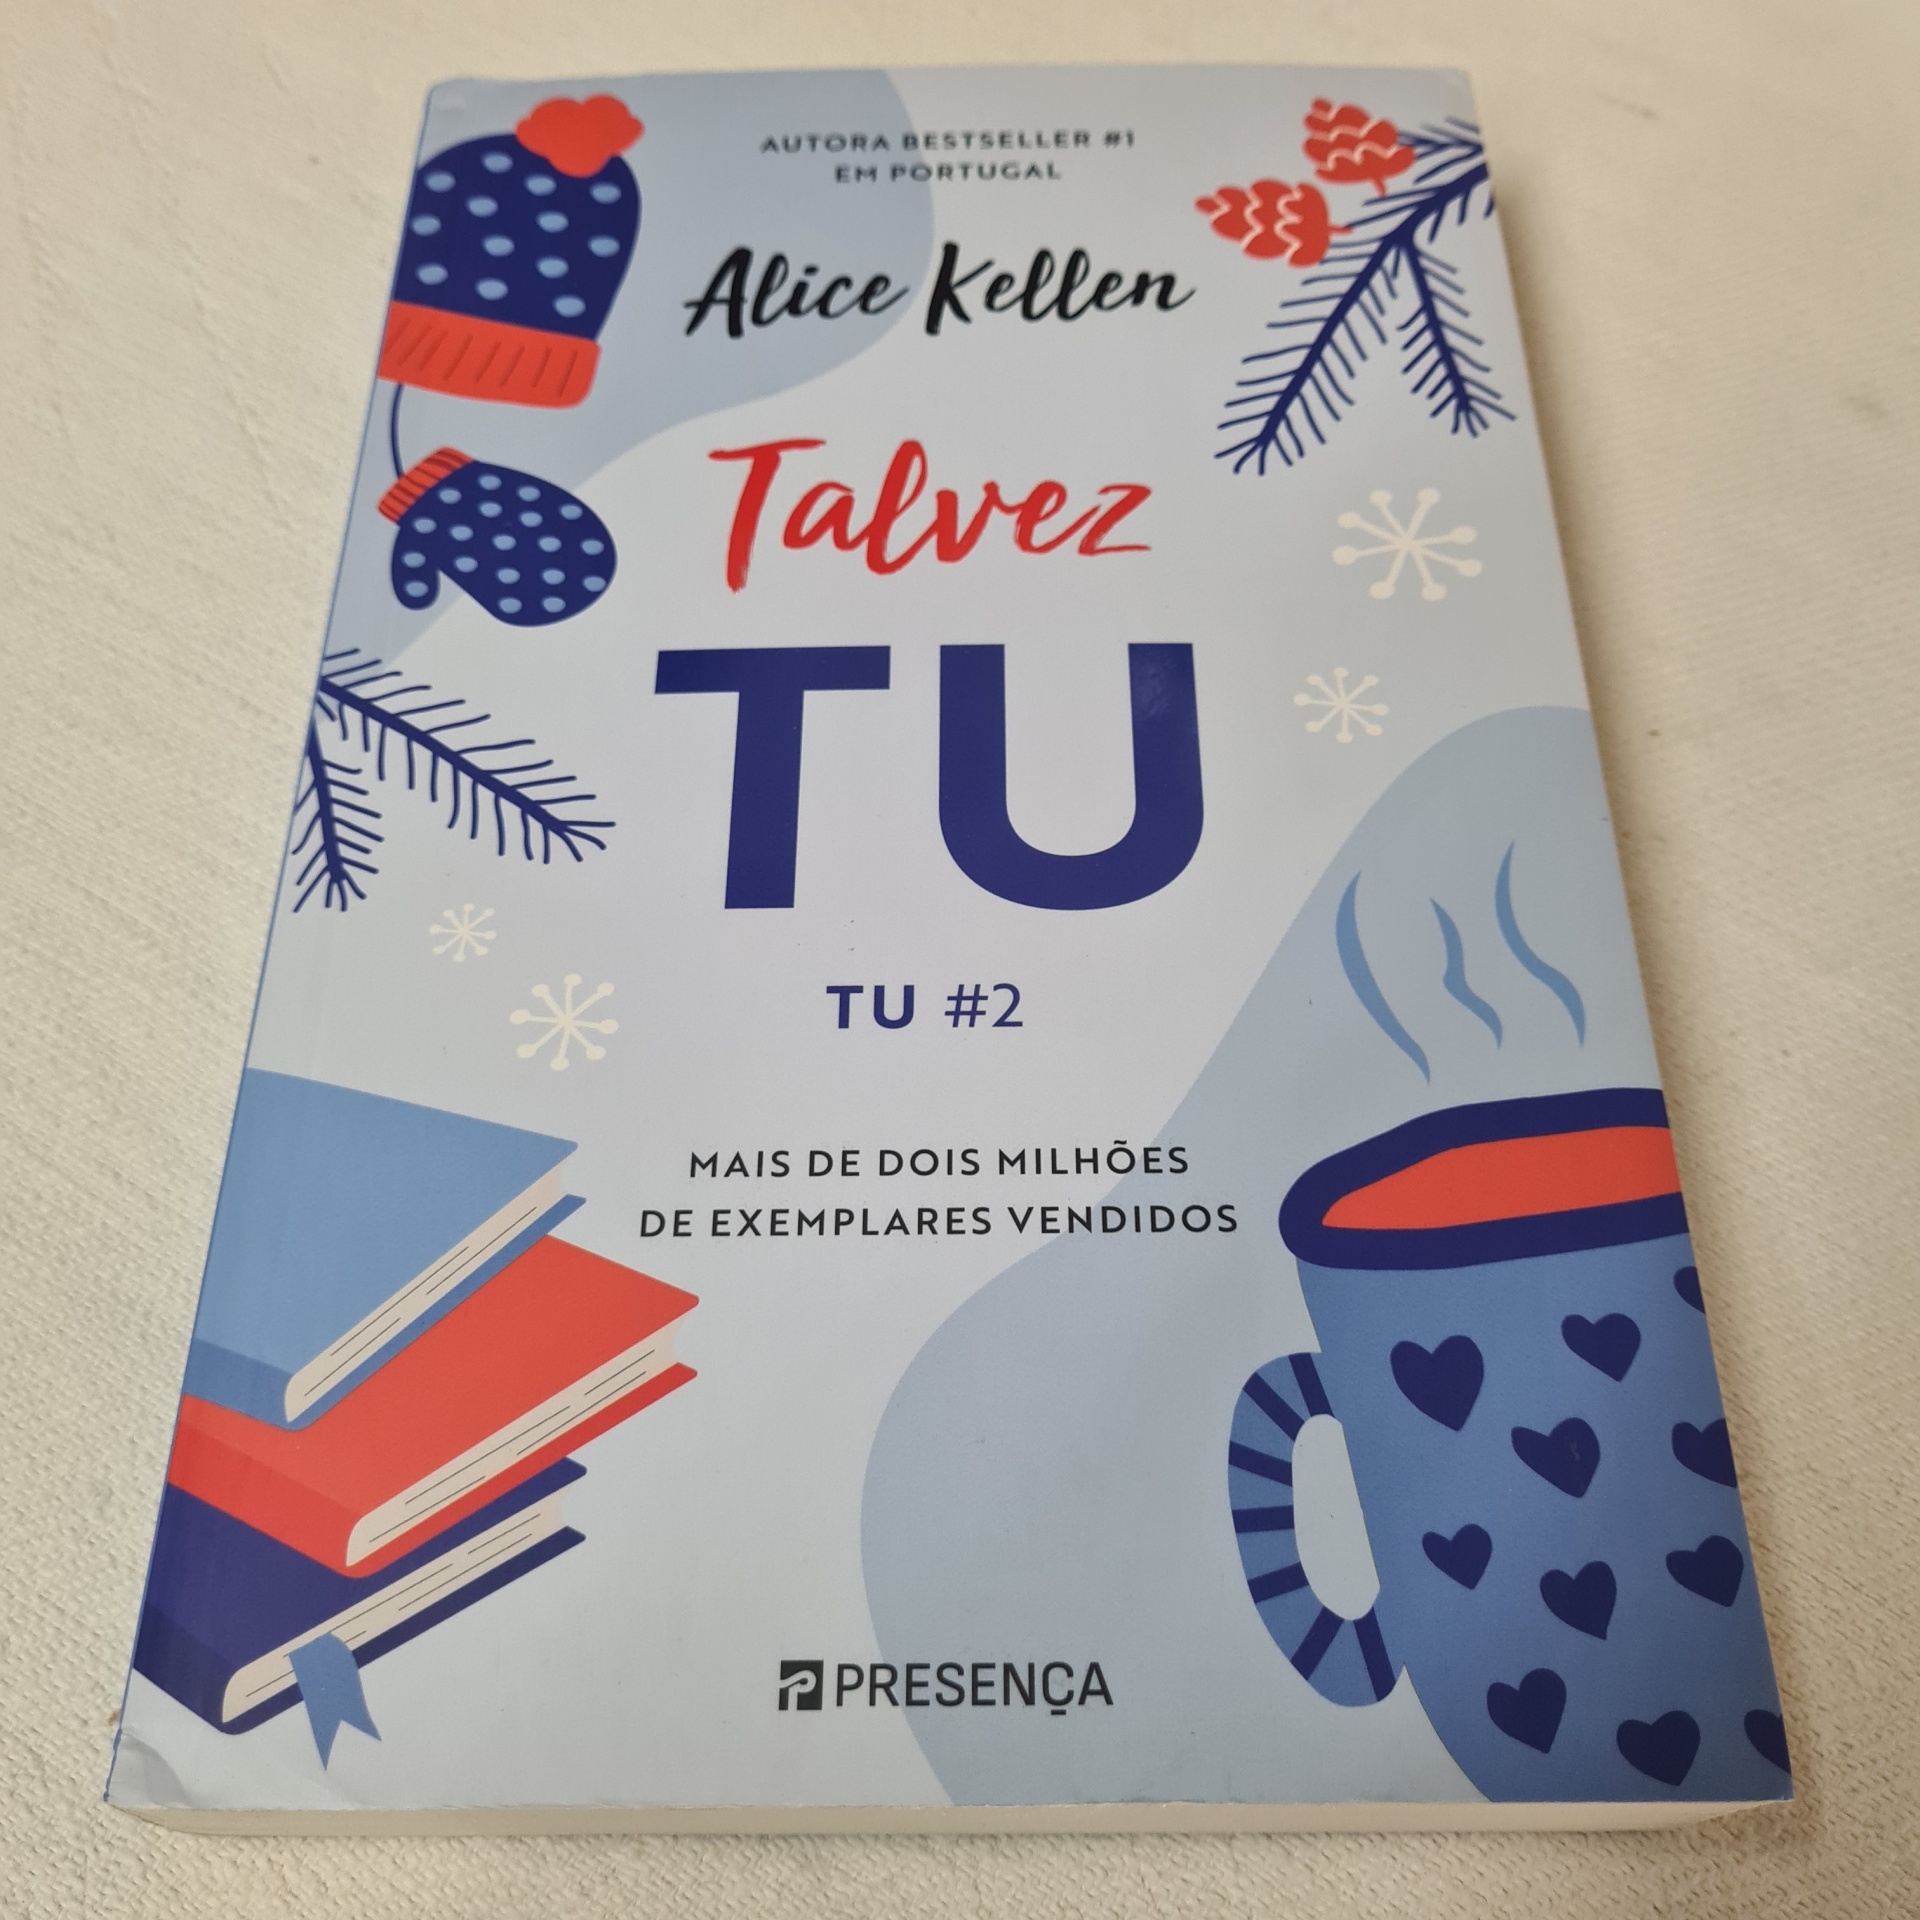 AUTORA BESTSELLER #1
EM PORTUGAL
Alice Kellen
Talvez
TU
TU #2
MAIS DE DOIS MILHÕES
DE EXEMPLARES VENDIDOS
PRESENÇA